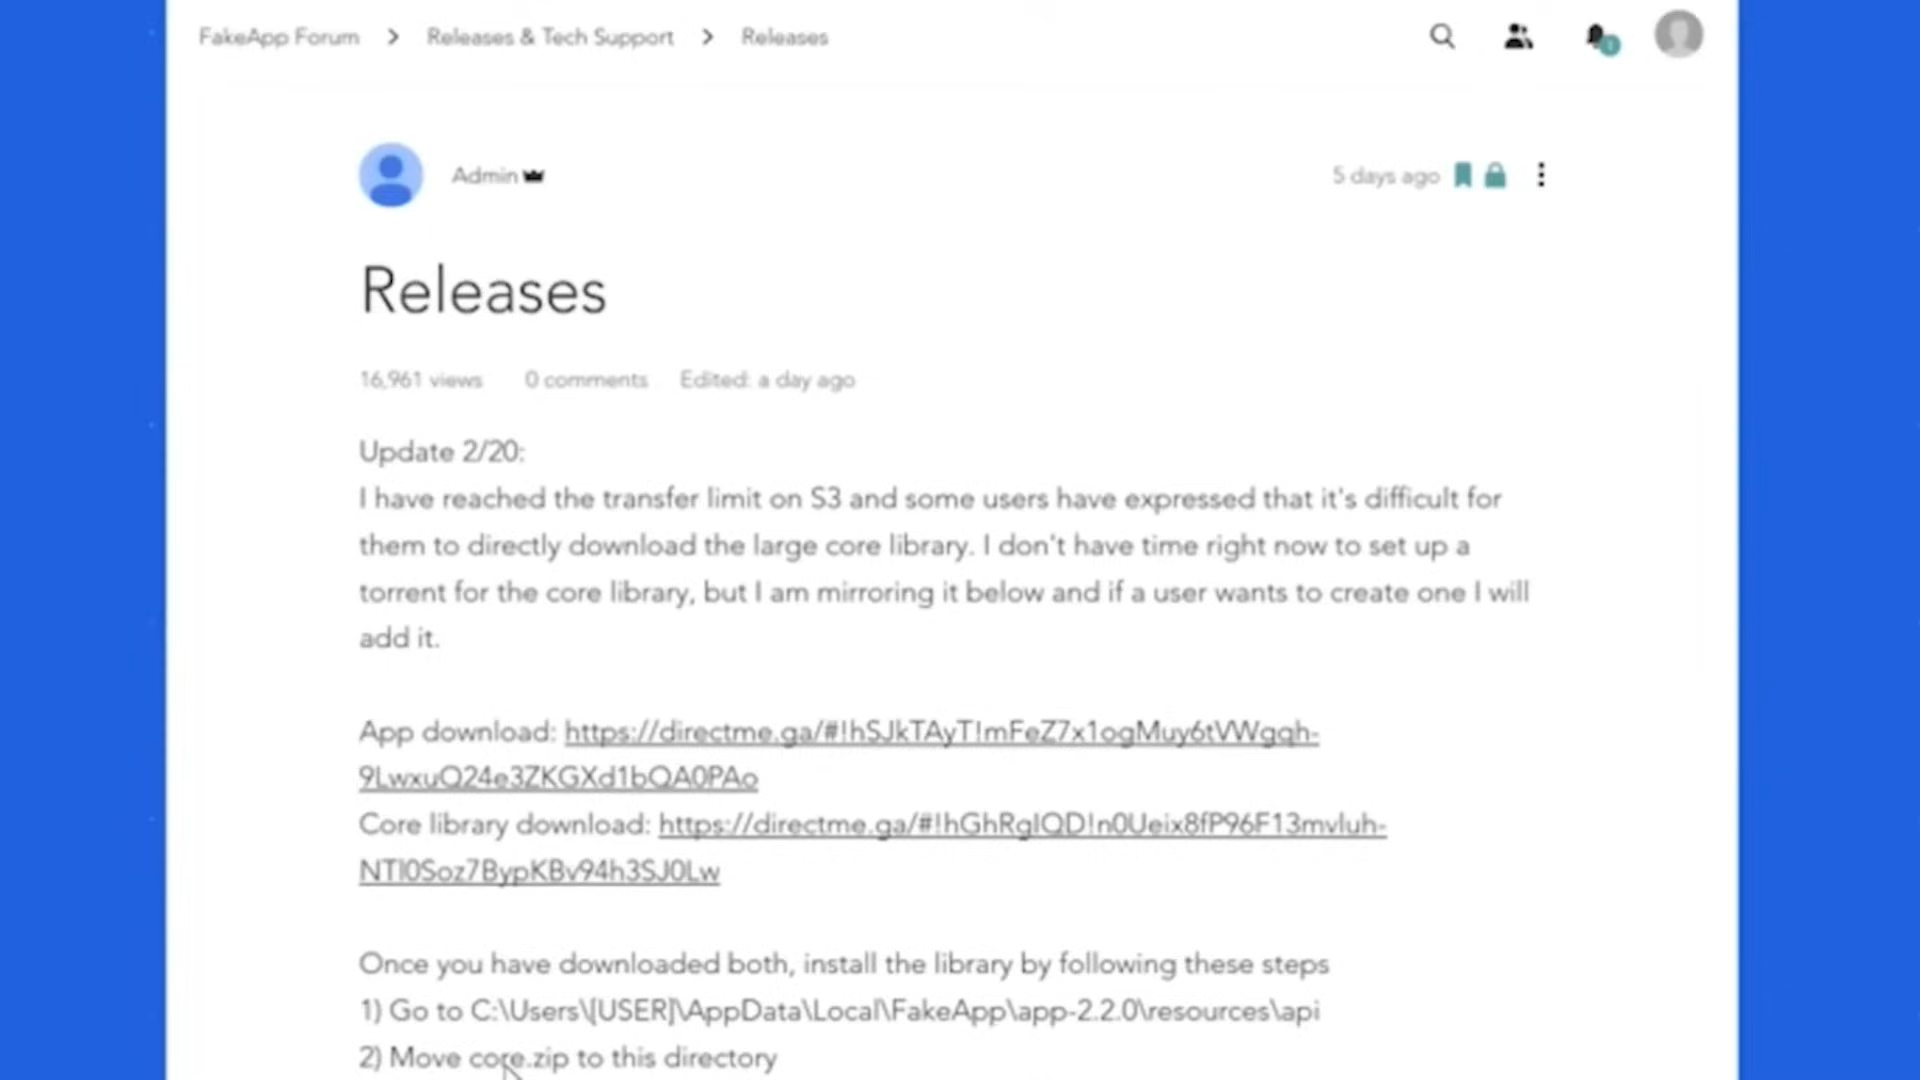 FakeApp Forum > Releases & Tech Support > Releases
Admin
5 days ago
Releases
16,961 views 0 comments Edited: a day ago
Update 2/20:
I have reached the transfer limit on S3 and some users have expressed that it's difficult for
them to directly download the large core library. I don't have time right now to set up a
torrent for the core library, but I am mirroring it below and if a user wants to create one I will
add it.
App download: https://directme.ga/#!hSJkTAyT!mFeZ7x1ogMuy6tVWgqh-
9LwxuQ24e3ZKGXd1bQA0PAo
Core library download: https://directme.ga/#!hGhRgIQD!n0Ueix8fP96F13mvluh-
NTl0Soz7BypKBv94h3SJ0Lw
Once you have downloaded both, install the library by following these steps
1) Go to C:\Users\[USER]\AppData\Local\FakeApp\app-2.2.0\resources\api
2) Move core.zip to this directory